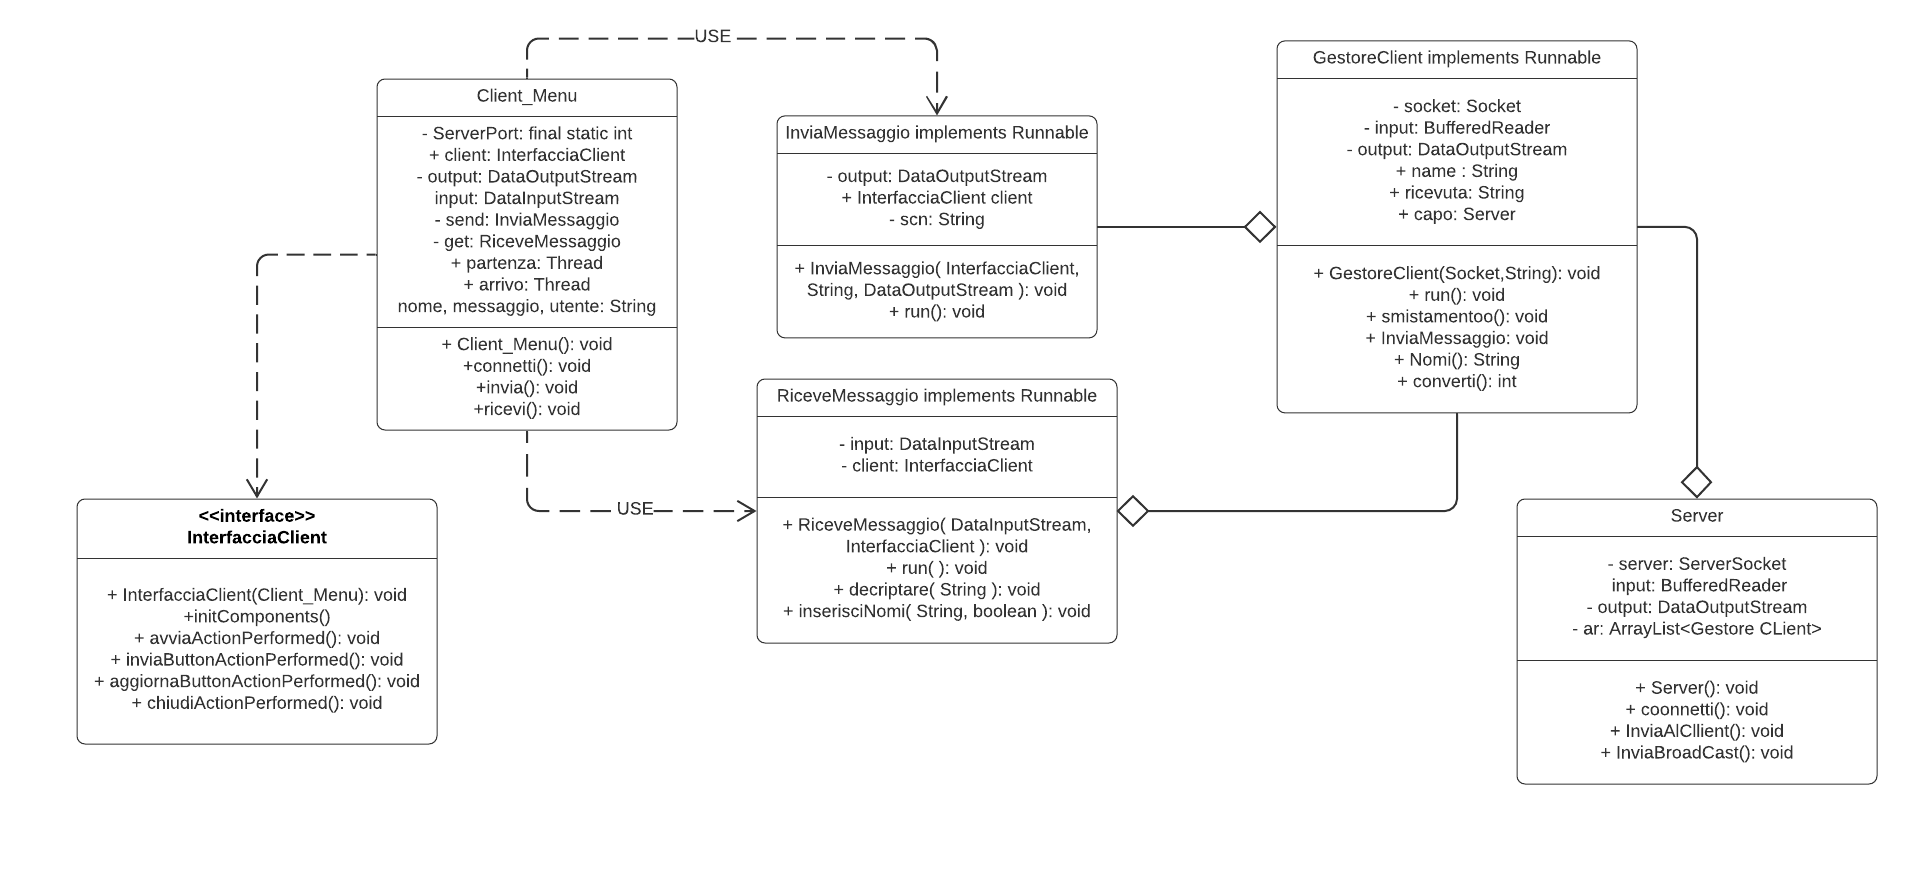 USE
Client_Menu
- ServerPort: final static int
+ client: InterfacciaClient
- output: DataOutputStream
input: DataInputStream
- send: InviaMessaggio
- get: RiceveMessaggio
+ partenza: Thread
+ arrivo: Thread
nome, messaggio, utente: String
+ Client_Menu(): void
+connetti(): void
+invia(): void
+ricevi(): void
InviaMessaggio implements Runnable
- output: DataOutputStream
+ InterfacciaClient client
- scn: String
+ InviaMessaggio( InterfacciaClient,
String, DataOutputStream ): void
+ run(): void
GestoreClient implements Runnable
- socket: Socket
- input: BufferedReader
- output: DataOutputStream
+ name : String
+ ricevuta: String
+ capo: Server
+ GestoreClient(Socket,String): void
+ run(): void
+ smistamentoo(): void
+ InviaMessaggio: void
+ Nomi(): String
+ converti(): int
USE
RiceveMessaggio implements Runnable
- input: DataInputStream
- client: InterfacciaClient
+ RiceveMessaggio( DataInputStream,
InterfacciaClient ): void
+ run( ): void
+ decriptare( String ): void
+ inserisciNomi( String, boolean ): void
<<interface>>
InterfacciaClient
+ InterfacciaClient(Client_Menu): void
+initComponents()
+ avviaActionPerformed(): void
+ inviaButtonActionPerformed(): void
+ aggiornaButtonActionPerformed(): void
+ chiudiActionPerformed(): void
Server
- server: ServerSocket
input: BufferedReader
- output: DataOutputStream
- ar: ArrayList<Gestore CLient>
+ Server(): void
+ coonnetti(): void
+ InviaAlCllient(): void
+ InviaBroadCast(): void